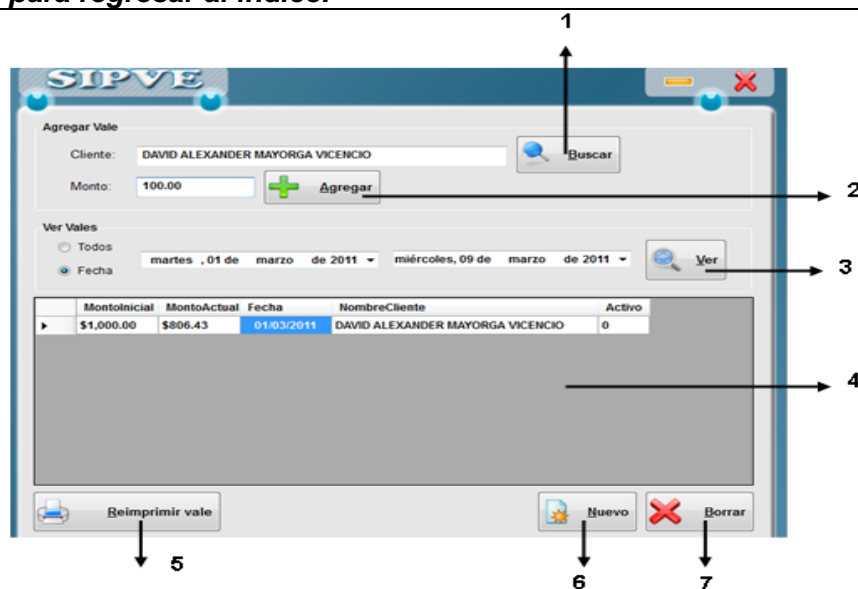 para regresar al índice.
1
SIPVE
Agregar Vale
Cliente: DAVID ALEXANDER MAYORGA VICENCIO Buscar
Monto: 100.00 Agregar
2
Ver Vales
Todos
Fecha martes , 01 de marzo de 2011 miércoles, 09 de marzo de 2011 Ver
3
MontoInicial MontoActual Fecha NombreCliente Activo
$1,000.00 $806.43 01/03/2011 DAVID ALEXANDER MAYORGA VICENCIO 0
4
Reimprimir vale Nuevo Borrar
5
6 7